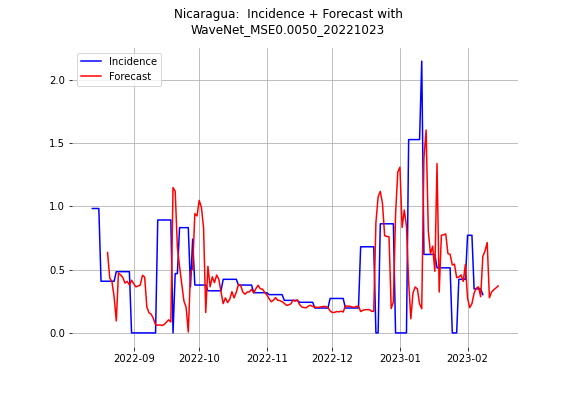 Nicaragua:  Incidence + Forecast with
WaveNet_MSE0.0050_20221023
Incidence
Forecast
2.0
1.5
1.0
0.5
0.0
2022-09
2022-10
2022-11
2022-12
2023-01
2023-02